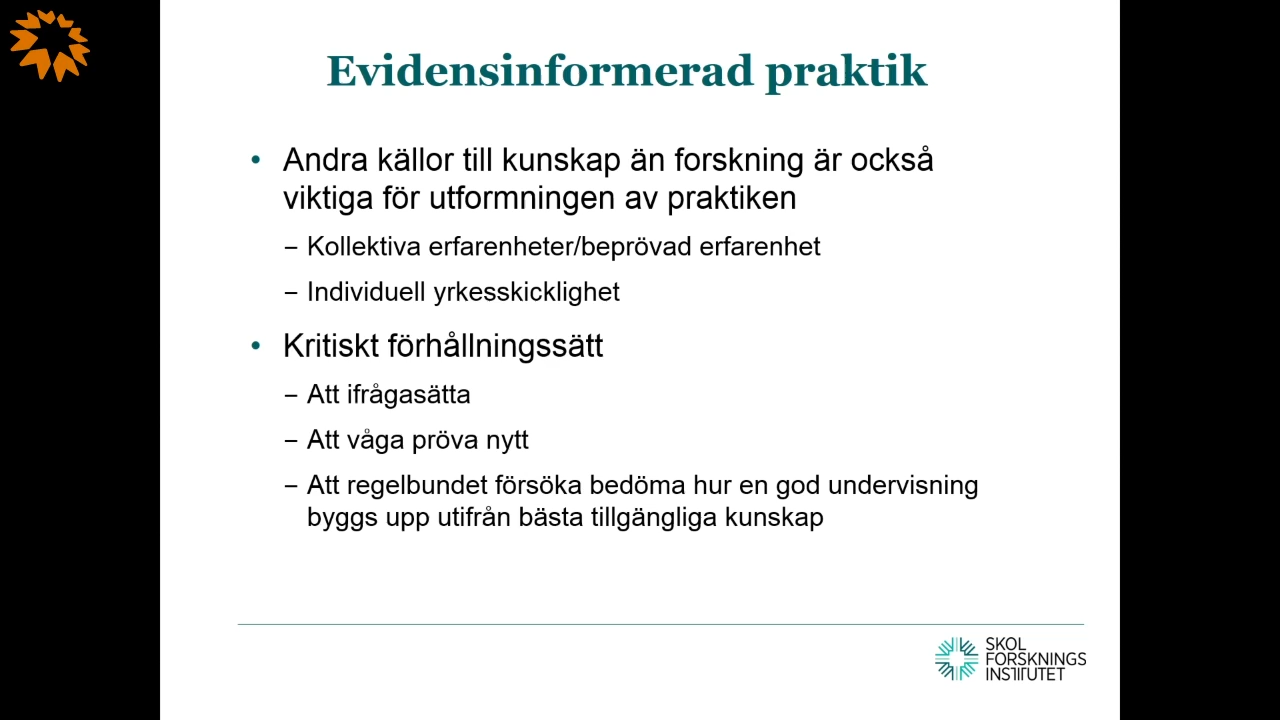 Evidensinformerad praktik
• Andra källor till kunskap än forskning är också
viktiga för utformningen av praktiken
– Kollektiva erfarenheter/beprövad erfarenhet
– Individuell yrkesskicklighet
• Kritiskt förhållningssätt
– Att ifrågasätta
– Att våga pröva nytt
– Att regelbundet försöka bedöma hur en god undervisning
byggs upp utifrån bästa tillgängliga kunskap
SKOL
FORSKNINGS
INSTITUTET